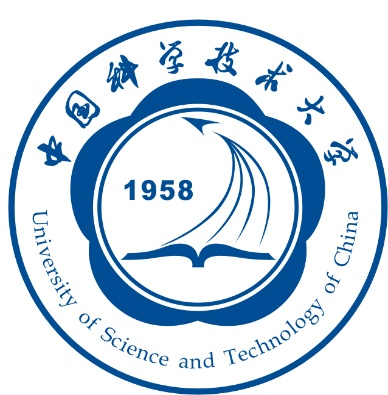 中国科学技术大学
1958
University of Science and Technology of China